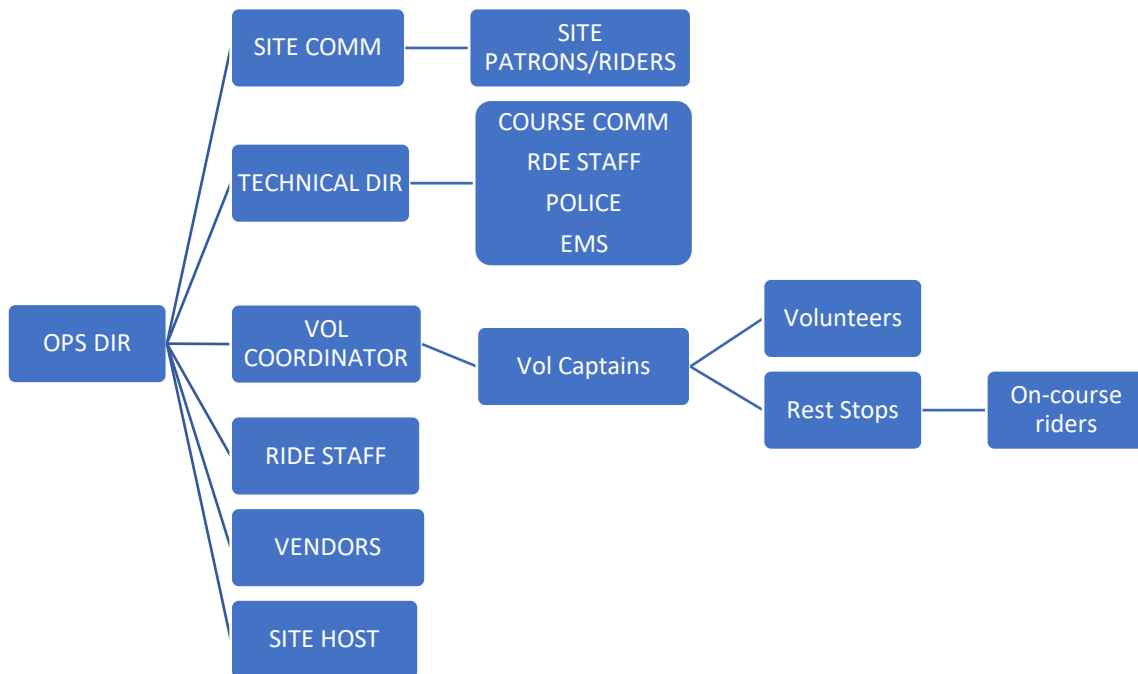 SITE COMM
SITE
PATRONS/RIDERS
TECHNICAL DIR
COURSE COMM
RDE STAFF
POLICE
EMS
OPS DIR
VOL
COORDINATOR
Vol Captains
Volunteers
Rest Stops
On-course
riders
RIDE STAFF
VENDORS
SITE HOST